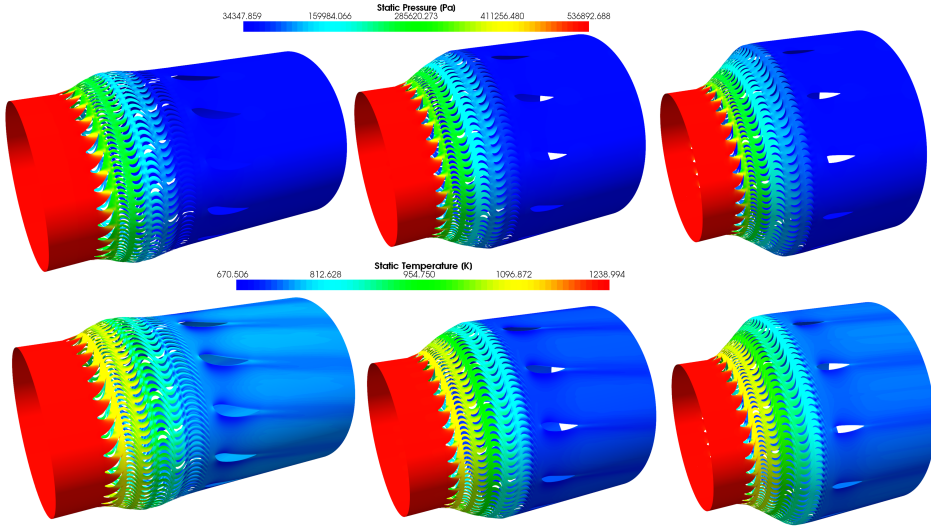 Static Pressure (Pa)
34347.859 159984.066 285620.273 411256.480 536892.688
Static Temperature (K)
670.506 812.628 954.750 1096.872 1238.994